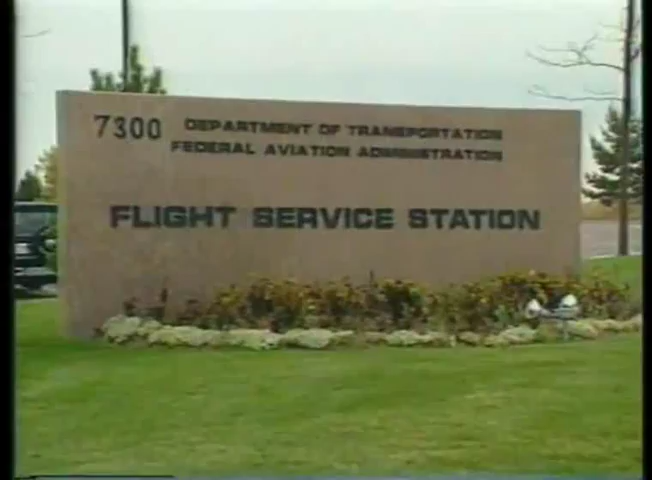 7300 DEPARTMENT OF TRANSPORTATION
FEDERAL AVIATION ADMINISTRATION
FLIGHT SERVICE STATION